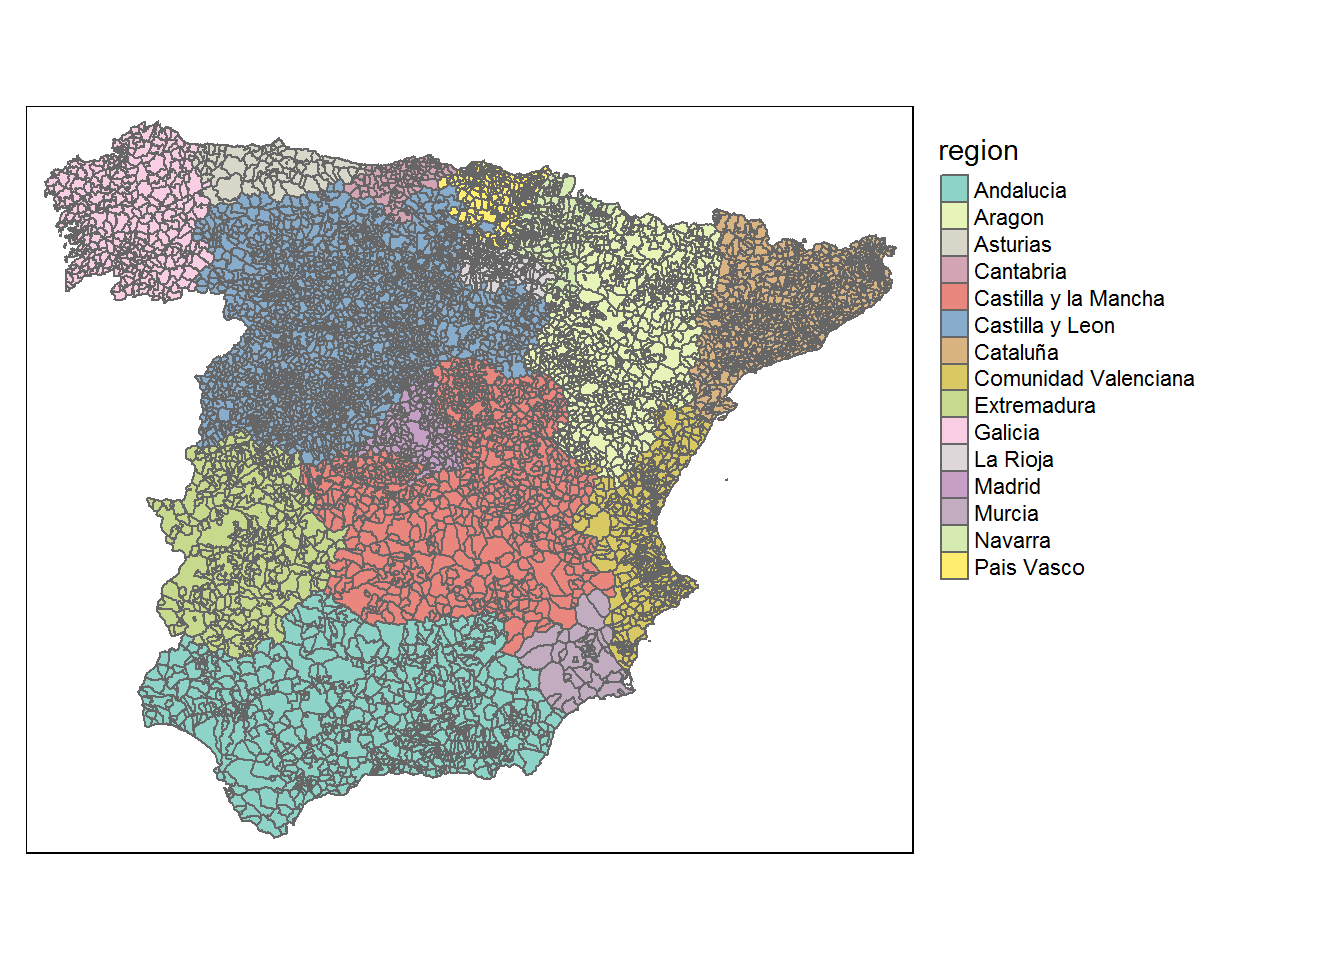 region
Andalucia
Aragon
Asturias
Cantabria
Castilla y la Mancha
Castilla y Leon
Cataluña
Comunidad Valenciana
Extremadura
Galicia
La Rioja
Madrid
Murcia
Navarra
Pais Vasco